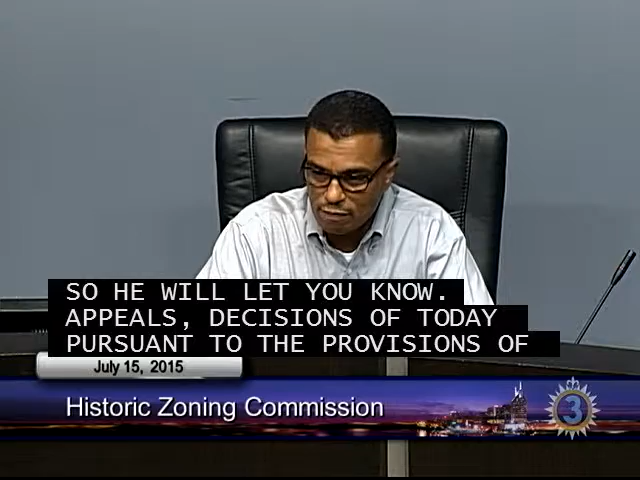 SO HE WILL LET YOU KNOW.
APPEALS, DECISIONS OF TODAY
PURSUANT TO THE PROVISIONS OF
July 15, 2015
Historic Zoning Commission
3